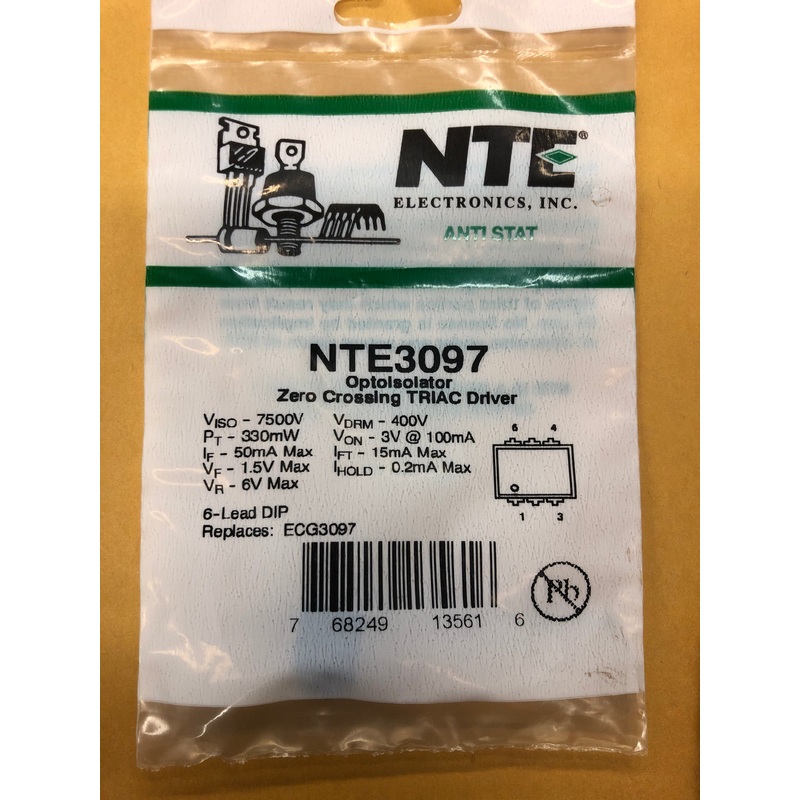 NTE®
ELECTRONICS, INC.
ANTI STAT
NTE3097
Optoisolator
Zero Crossing TRIAC Driver
VISO - 7500V
PT - 330mW
IF - 50mA Max
VF - 1.5V Max
VR - 6V Max
VDRM - 400V
VON - 3V @ 100mA
IFT - 15mA Max
IHOLD - 0.2mA Max
6 4
1 3
6-Lead DIP
Replaces: ECG3097
Pb
7 68249 13561 6